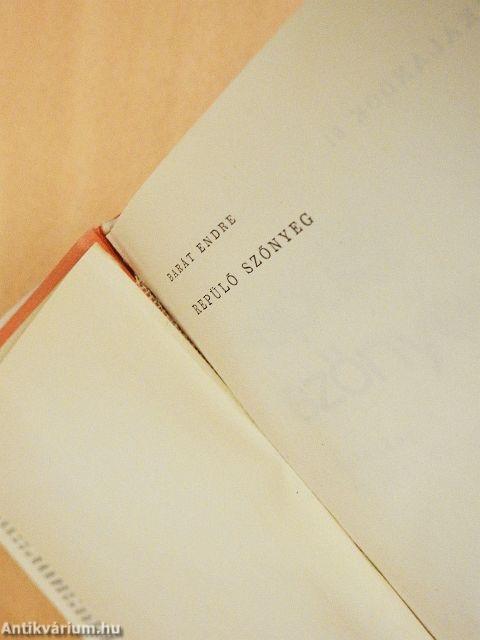 BARÁT ENDRE
REPÜLŐ SZŐNYEG
Antikvárium.hu